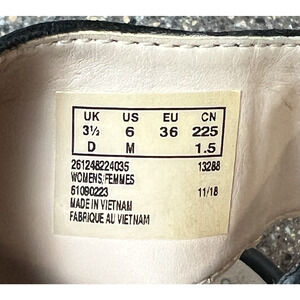 UK US EU CN
3½ 6 36 225
D M 1.5
261248224035 13288
WOMENS/FEMMES
61090223 11/18
MADE IN VIETNAM
FABRIQUE AU VIETNAM